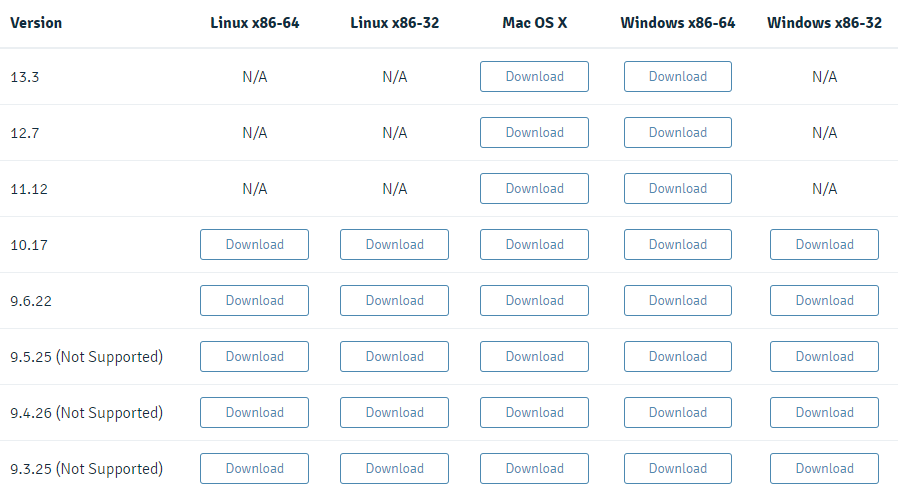 Version Linux x86-64 Linux x86-32 Mac OS X Windows x86-64 Windows x86-32
13.3 N/A N/A Download Download N/A
12.7 N/A N/A Download Download N/A
11.12 N/A N/A Download Download N/A
10.17 Download Download Download Download Download
9.6.22 Download Download Download Download Download
9.5.25 (Not Supported) Download Download Download Download Download
9.4.26 (Not Supported) Download Download Download Download Download
9.3.25 (Not Supported) Download Download Download Download Download